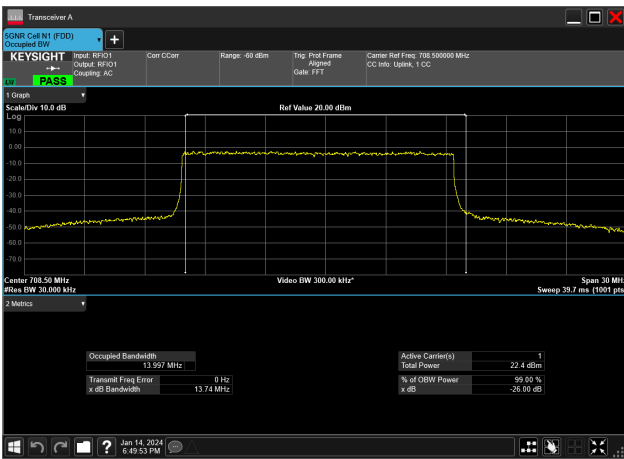 Transceiver A
5GNR Cell N1 (FDD)
Occupied BW
KEYSIGHT
LXI
PASS
Input: RFIO1
Output: RFIO1
Coupling: AC
Corr CCorr
Range: -60 dBm
Trig: Prot Frame
Aligned
Gate: FFT
Carrier Ref Freq: 708.500000 MHz
CC Info: Uplink, 1 CC
1 Graph
Scale/Div 10.0 dB
Ref Value 20.00 dBm
Log
10.0
0.00
-10.0
-20.0
-30.0
-40.0
-50.0
-60.0
-70.0
Center 708.50 MHz
Video BW 300.00 kHz*
Span 30 MHz
#Res BW 30.000 kHz
Sweep 39.7 ms (1001 pts
2 Metrics
Occupied Bandwidth
13.997 MHz
Active Carrier(s) 1
Total Power 22.4 dBm
Transmit Freq Error 0 Hz
x dB Bandwidth 13.74 MHz
% of OBW Power 99.00 %
x dB -26.00 dB
?
Jan 14, 2024
6:49:53 PM